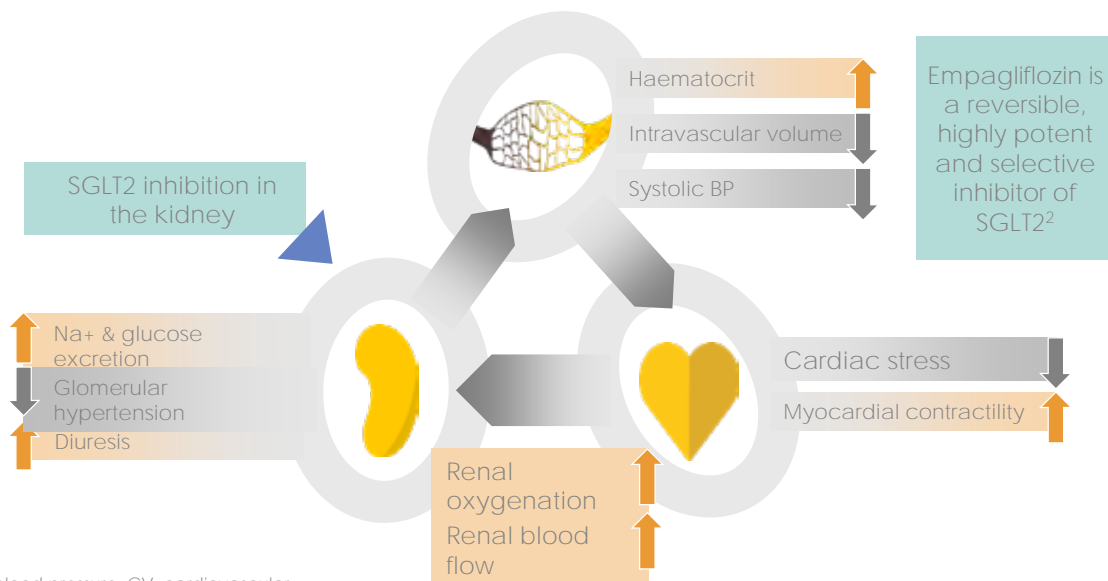 Haematocrit
Intravascular volume
Systolic BP
Empagliflozin is
a reversible,
highly potent
and selective
inhibitor of
SGLT2²
SGLT2 inhibition in
the kidney
Na+ & glucose
excretion
Glomerular
hypertension
Diuresis
Cardiac stress
Myocardial contractility
Renal
oxygenation
Renal blood
flow